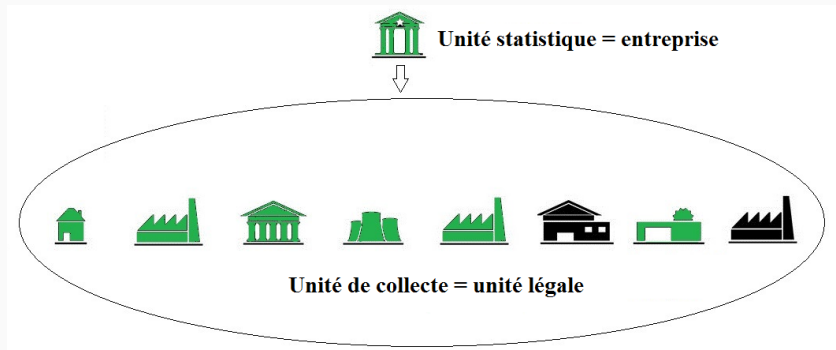 Unité statistique = entreprise
Unité de collecte = unité légale